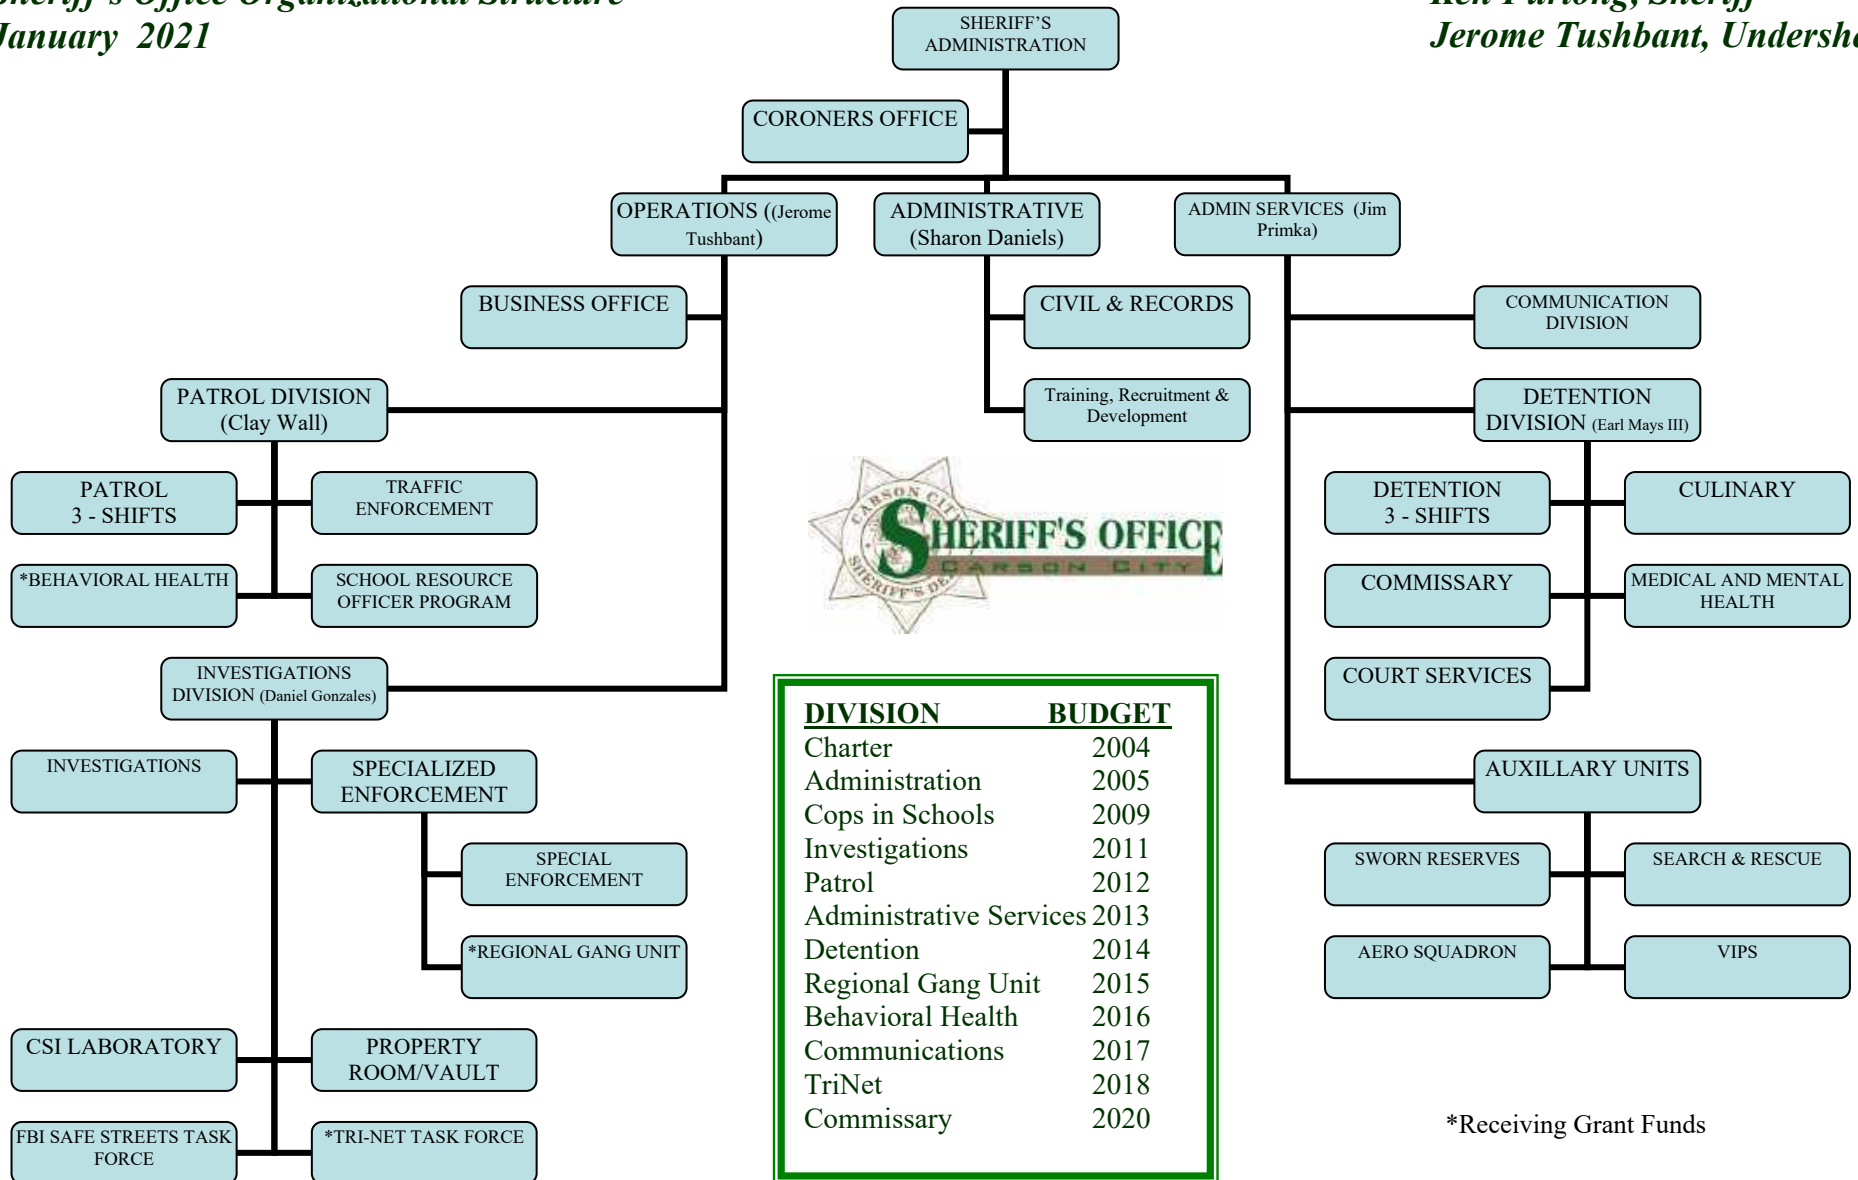 Sheriff's Office Organizational Structure
January 2021
Ken Furlong, Sheriff
Jerome Tushbant,
SHERIFF'S
ADMINISTRATION
CORONERS OFFICE
OPERATIONS ((Jerome
Tushbant)
ADMINISTRATIVE
(Sharon Daniels)
ADMIN SERVICES (Jim
Primka)
BUSINESS OFFICE
CIVIL & RECORDS
COMMUNICATION
DIVISION
PATROL DIVISION
(Clay Wall)
Training, Recruitment &
Development
DETENTION
DIVISION (Earl Mays III)
PATROL
3 - SHIFTS
TRAFFIC
ENFORCEMENT
DETENTION
3 - SHIFTS
CULINARY
*BEHAVIORAL HEALTH
SCHOOL RESOURCE
OFFICER PROGRAM
COMMISSARY
MEDICAL AND MENTAL
HEALTH
CARSON CITY
SHERIFF'S OFFICE
CARSON CITY
SHERIFF'S
INVESTIGATIONS
DIVISION (Daniel Gonzales)
COURT SERVICES
INVESTIGATIONS
SPECIALIZED
ENFORCEMENT
AUXILLARY UNITS
SPECIAL
ENFORCEMENT
SWORN RESERVES
SEARCH & RESCUE
*REGIONAL GANG UNIT
AERO SQUADRON
VIPS
CSI LABORATORY
PROPERTY
ROOM/VAULT
FBI SAFE STREETS TASK
FORCE
*TRI-NET TASK FORCE
DIVISION BUDGET
Charter 2004
Administration 2005
Cops in Schools 2009
Investigations 2011
Patrol 2012
Administrative Services 2013
Detention 2014
Regional Gang Unit 2015
Behavioral Health 2016
Communications 2017
TriNet 2018
Commissary 2020
*Receiving Grant Funds